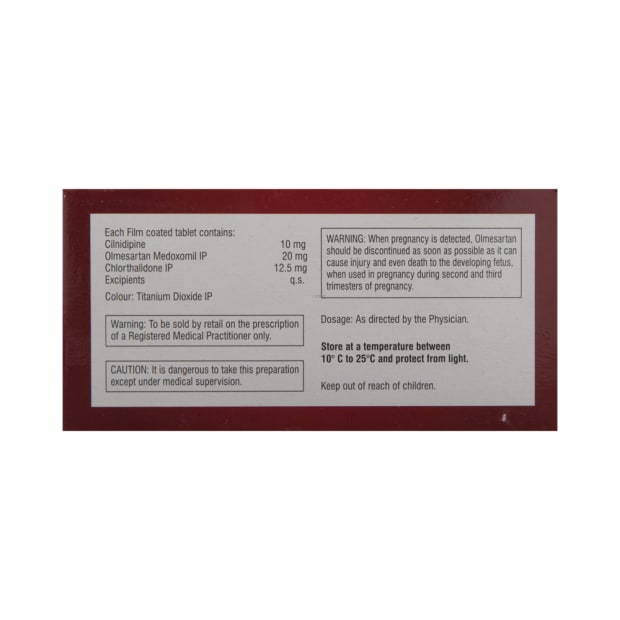 Each Film coated tablet contains:
Cilnidipine 10 mg
Olmesartan Medoxomil IP 20 mg
Chlorthalidone IP 12.5 mg
Excipients q.s.
Colour: Titanium Dioxide IP
Warning: To be sold by retail on the prescription
of a Registered Medical Practitioner only.
CAUTION: It is dangerous to take this preparation
except under medical supervision.
WARNING: When pregnancy is detected, Olmesartan
should be discontinued as soon as possible as it can
cause injury and even death to the developing fetus,
when used in pregnancy during second and third
trimesters of pregnancy.
Dosage: As directed by the Physician.
Store at a temperature between
10° C to 25°C and protect from light.
Keep out of reach of children.